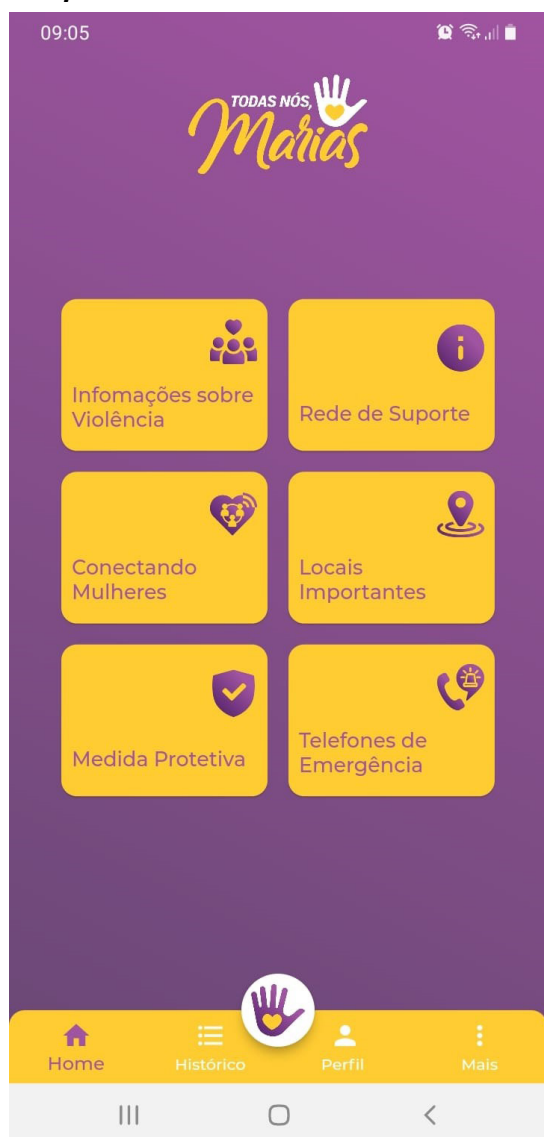 09:05
TODAS NÓS,
Marias
Infomações sobre
Violência
Rede de Suporte
Conectando
Mulheres
Locais
Importantes
Medida Protetiva
Telefones de
Emergência
Home
Histórico
Perfil
Mais